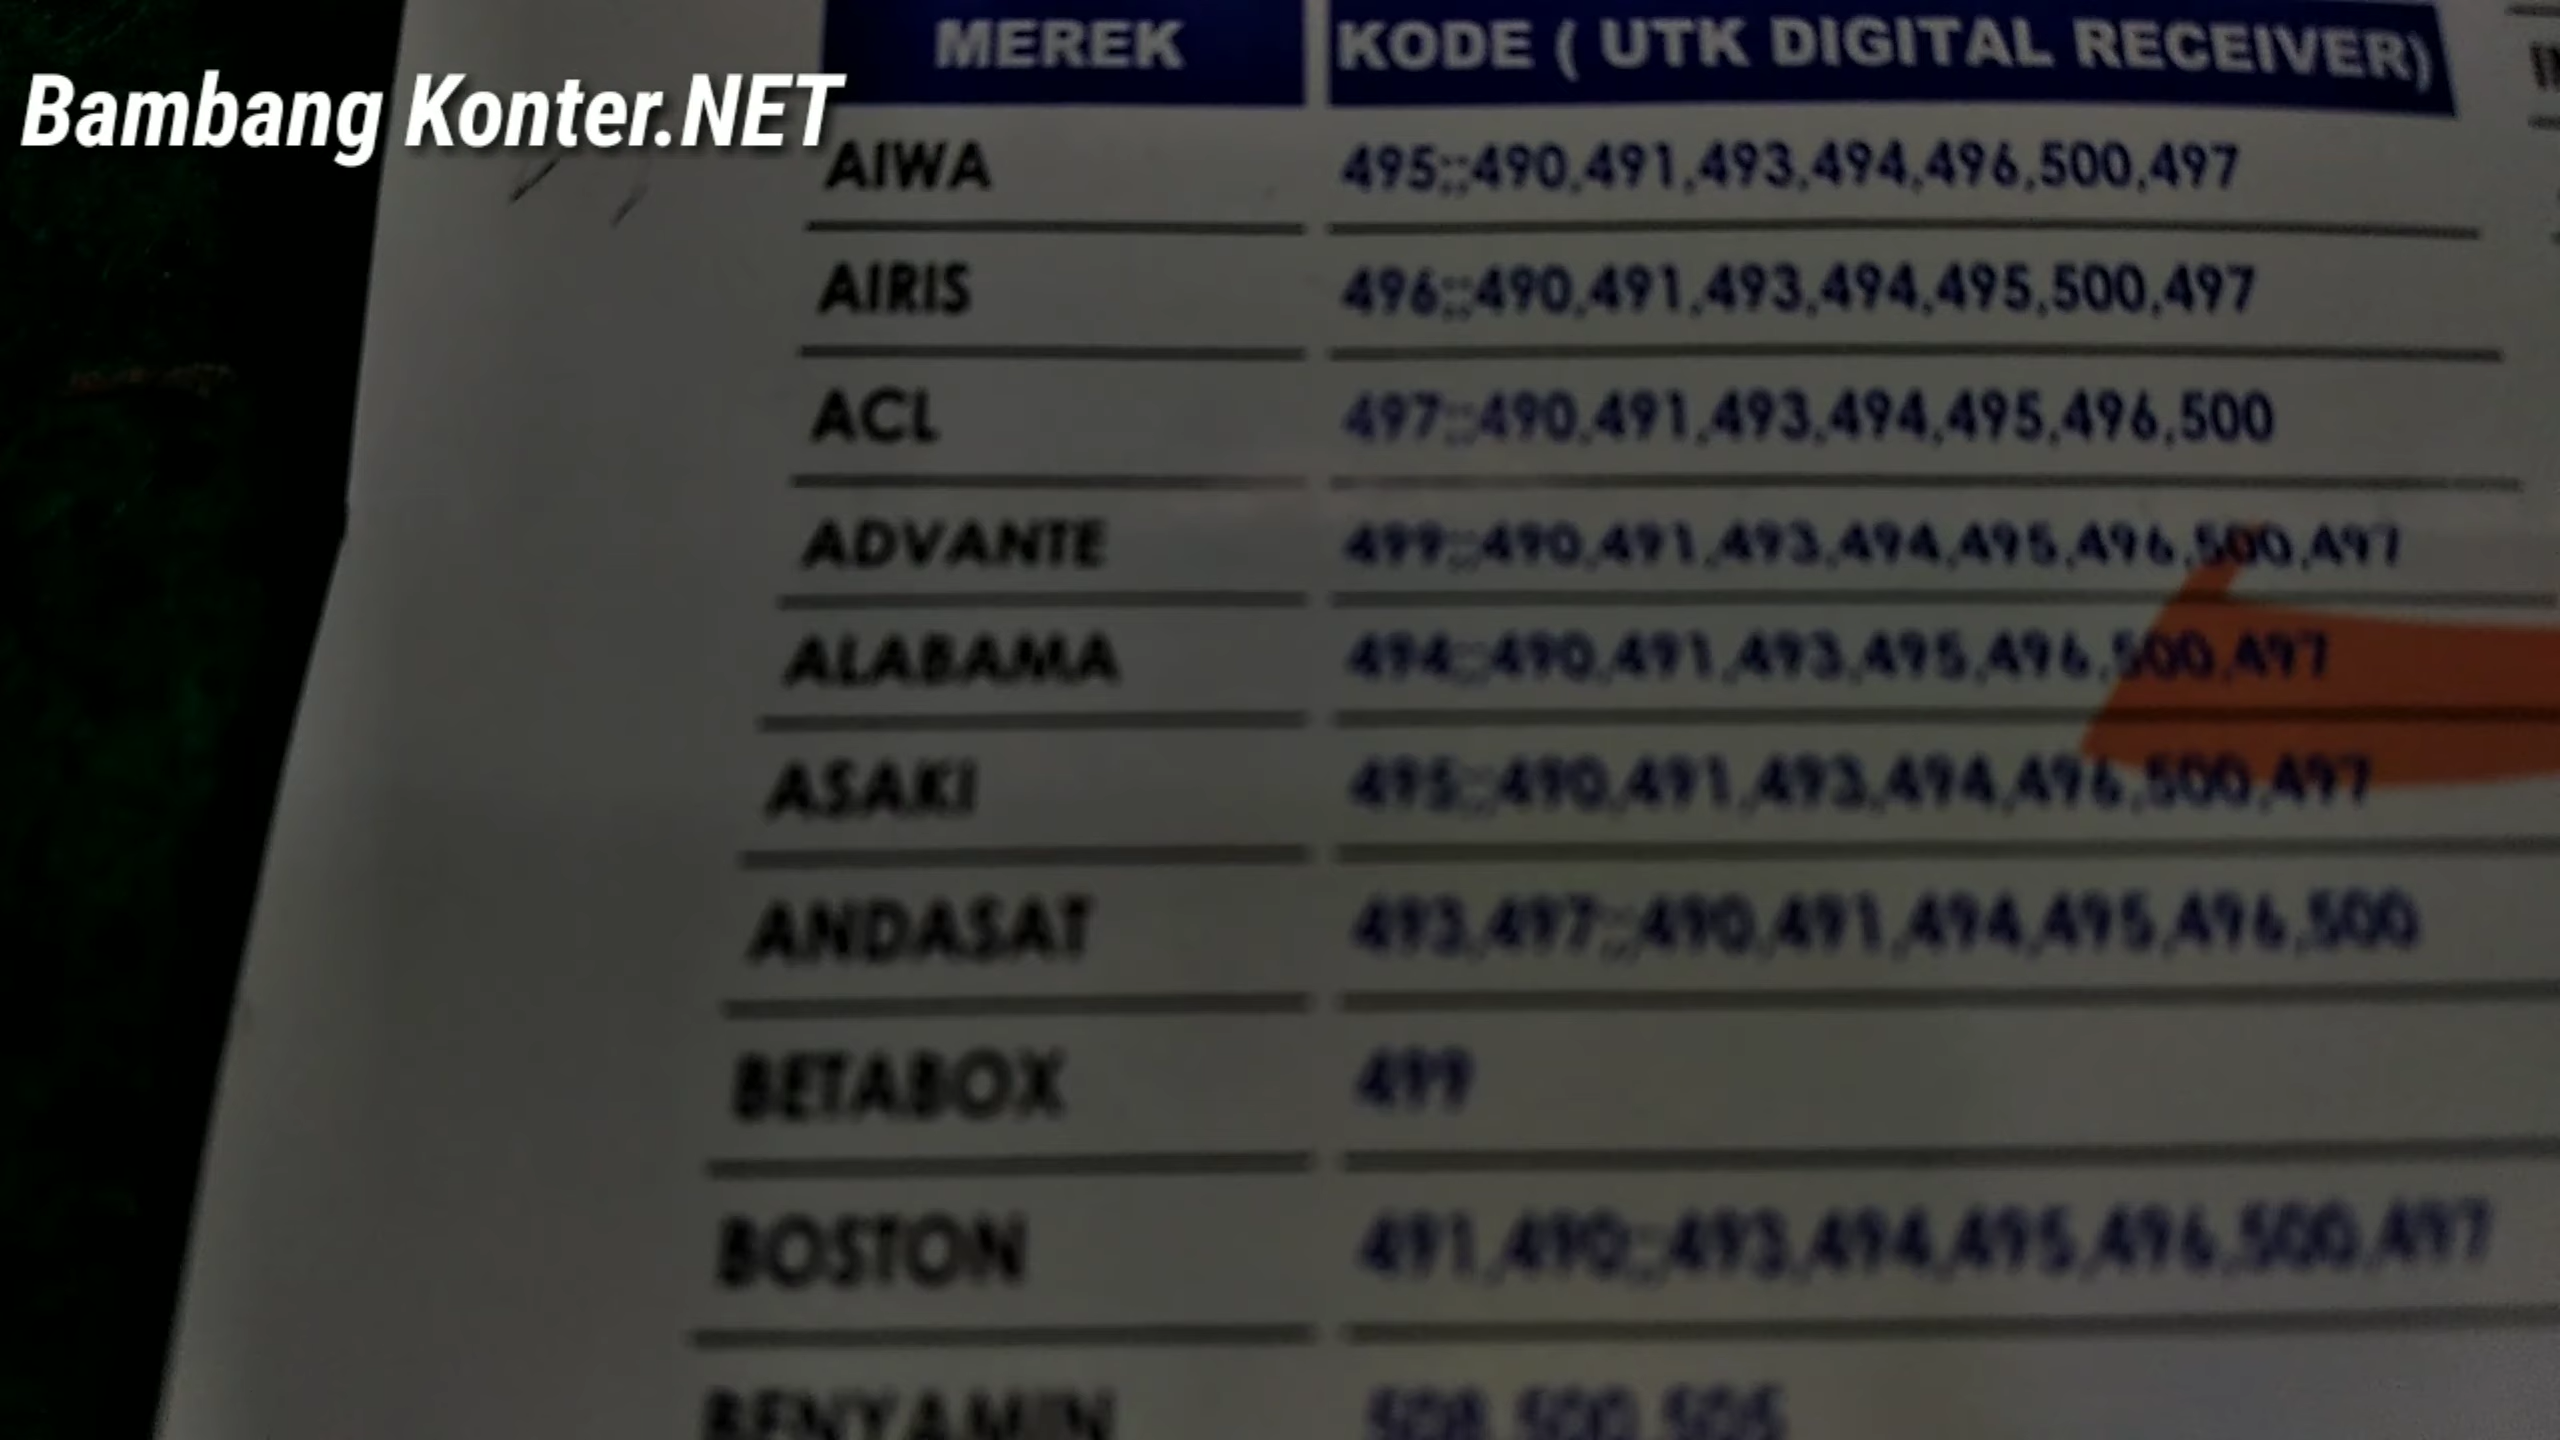 MEREK KODE ( UTK DIGITAL RECEIVER)
Bambang Konter.NET
AIWA 495;;490,491,493,494,496,500,497
AIRIS 496;;490,491,493,494,495,500,497
ACL 497;;490,491,493,494,495,496,500
ADVANTE 499;;490,491,493,494,495,496,500,497
ALABAMA 494;;490,491,493,495,496,500,497
ASAKI 495;;490,491,493,494,496,500,497
ANDASAT 493,497;;490,491,494,495,496,500
BETABOX 499
BOSTON 491,490;;493,494,495,496,500,497
BENYAMIN 508,500,505